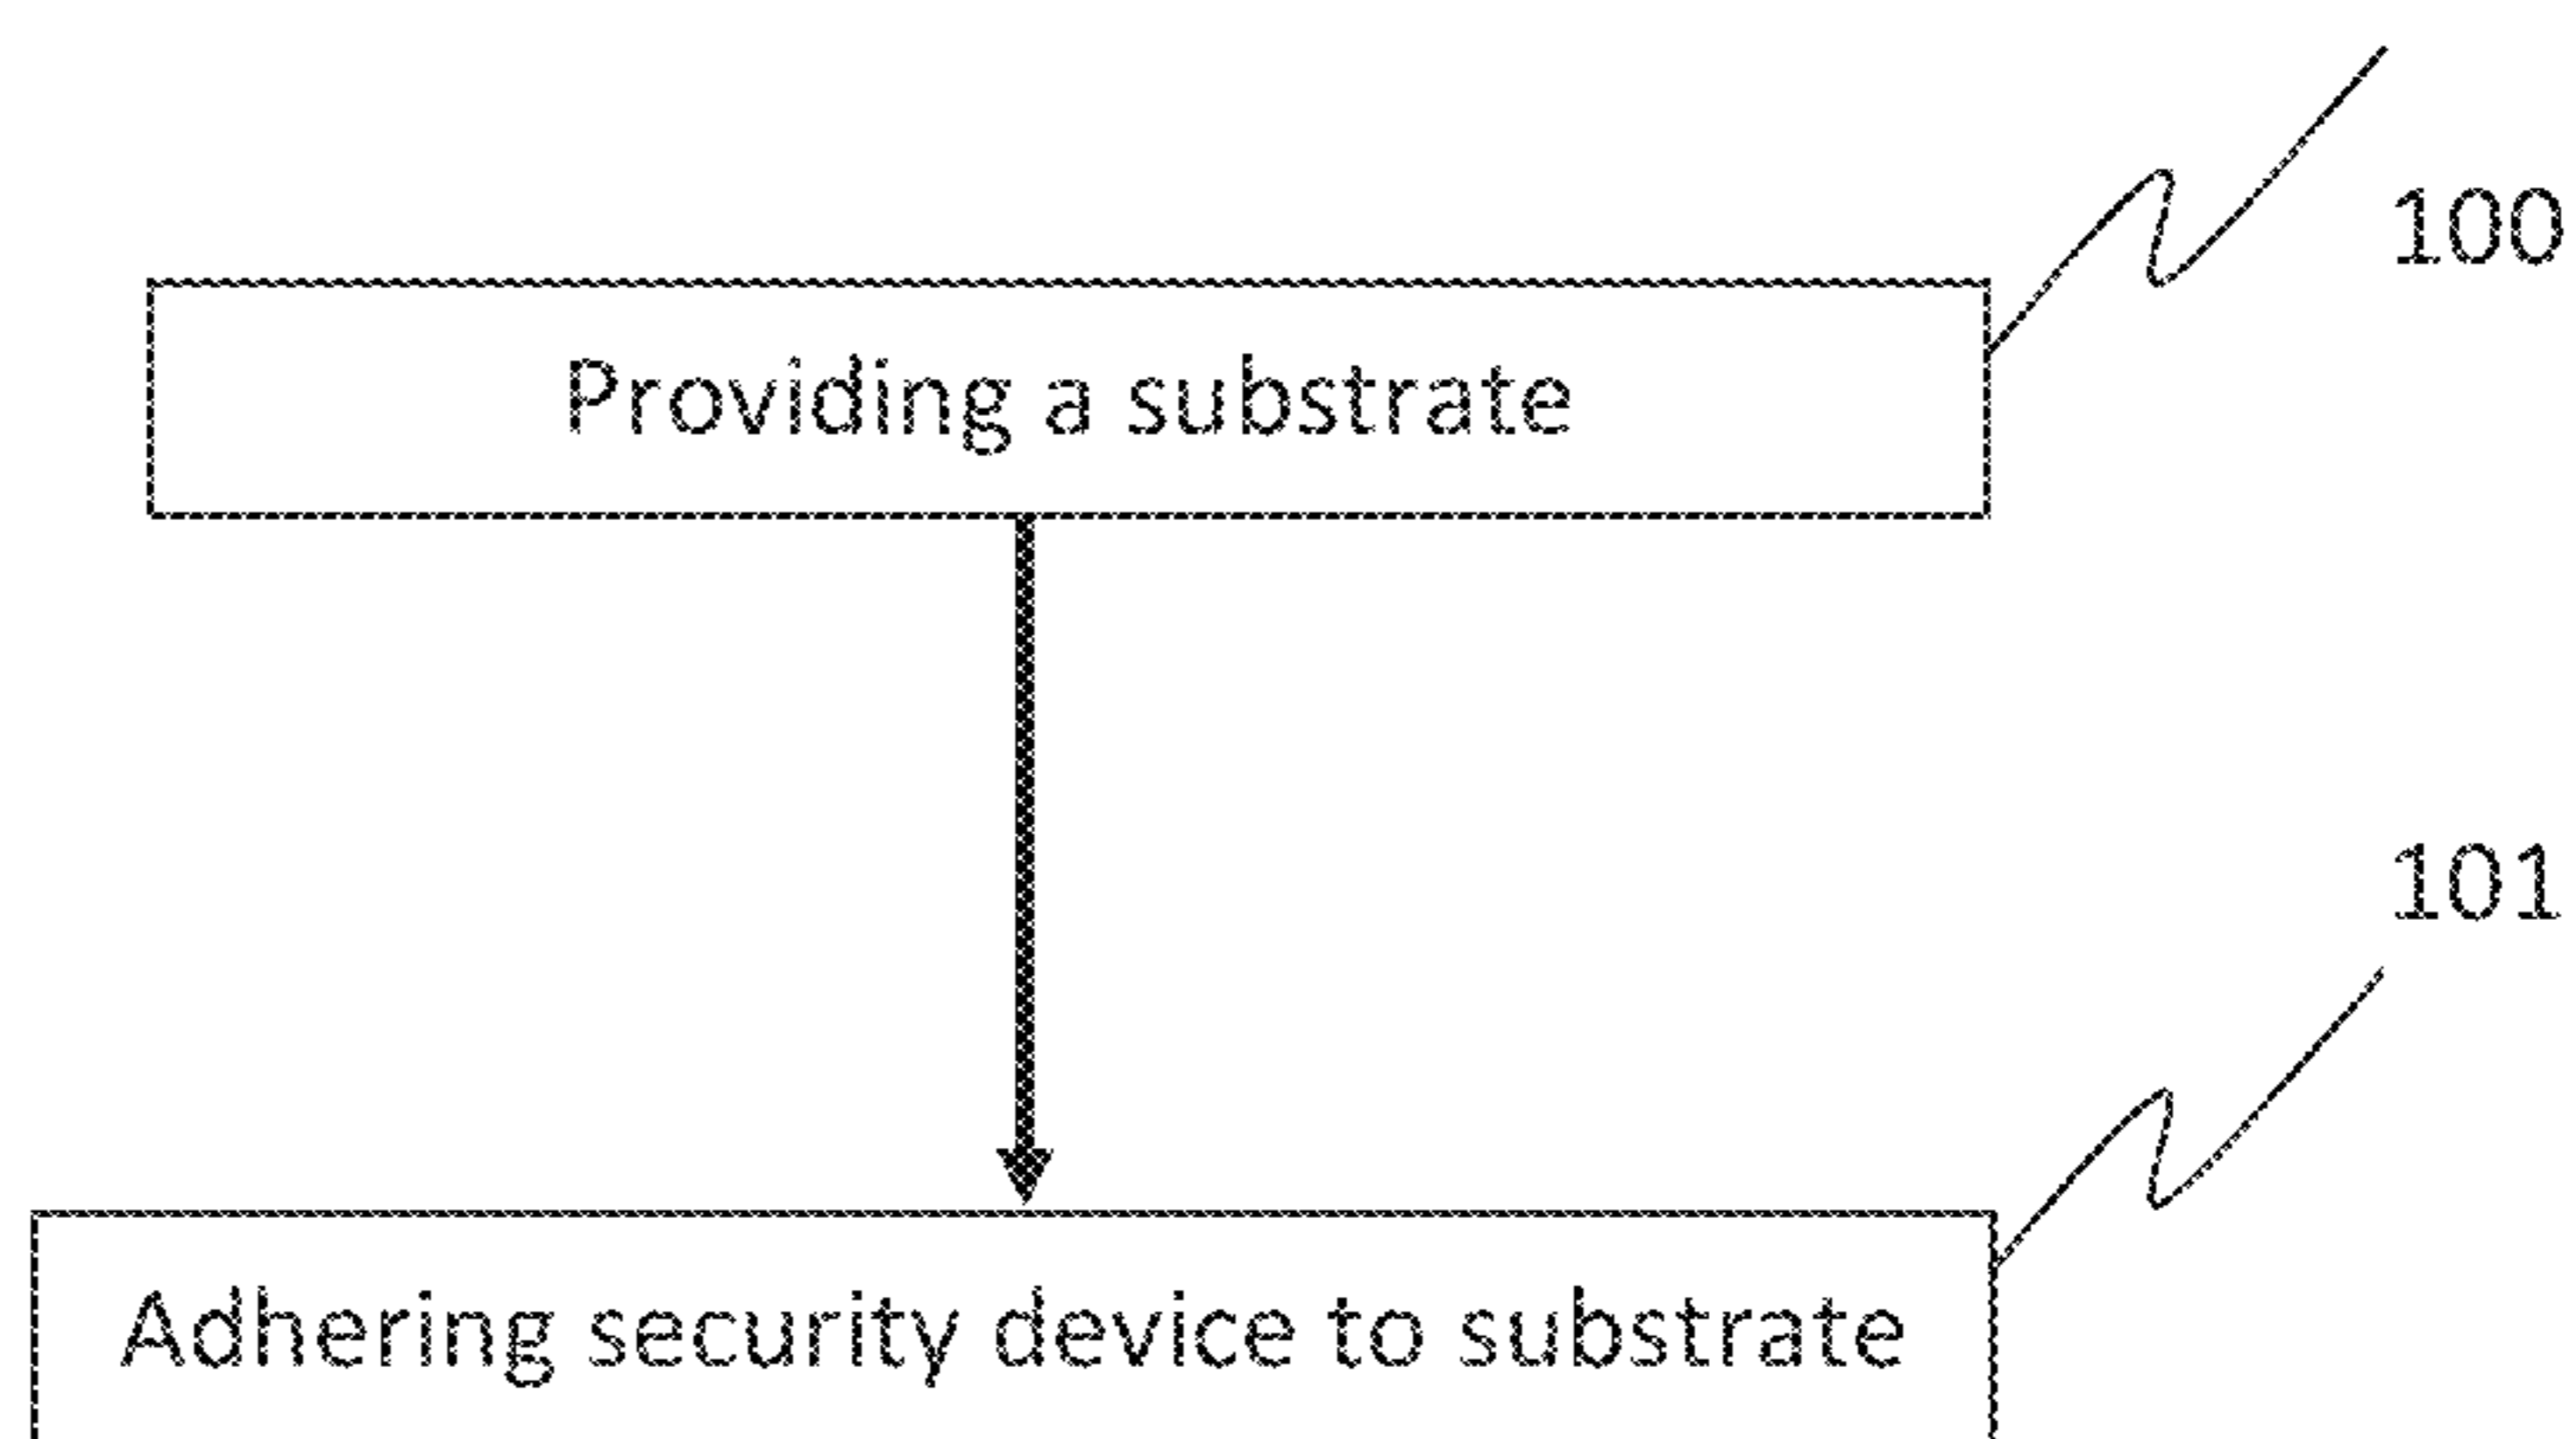 100
Providing a substrate
101
Adhering security device to substrate